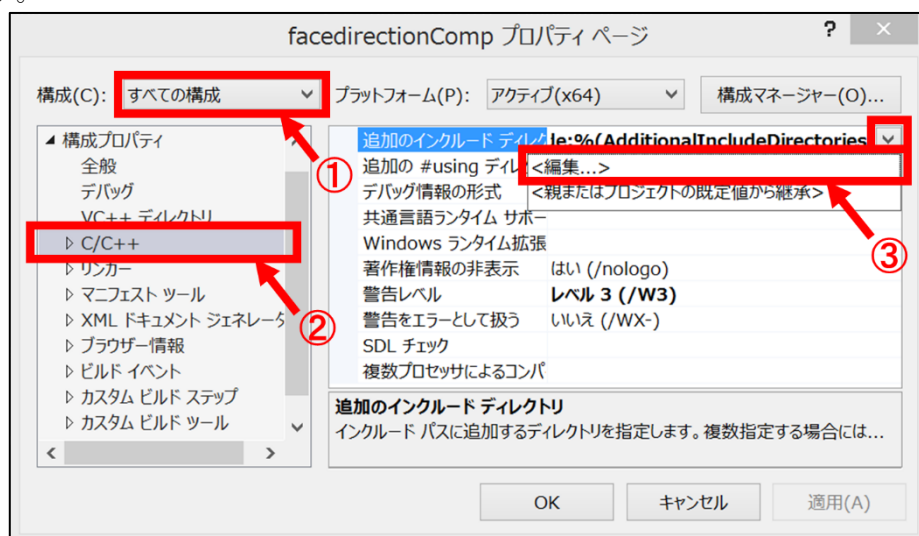 facedirectionComp プロパティ ページ
?
構成(C): すべての構成 プラットフォーム(P): アクティブ(x64) 構成マネージャー(O)...
構成プロパティ
全般
デバッグ
VC++ ディレクトリ
C/C++
リンカー
マニフェスト ツール
XML ドキュメント ジェネレータ
ブラウザー情報
ビルド イベント
カスタム ビルド ステップ
カスタム ビルド ツール
追加のインクルード ディレク de;%(AdditionalIncludeDirectories
追加の #using ディレ <編集...>
デバッグ情報の形式 <親またはプロジェクトの既定値から継承>
共通言語ランタイム サポー
Windows ランタイム拡張
著作権情報の非表示 はい (/nologo)
警告レベル レベル 3 (/W3)
警告をエラーとして扱う いいえ (/WX-)
SDL チェック
複数プロセッサによるコンパ
①
②
③
追加のインクルード ディレクトリ
インクルード パスに追加するディレクトリを指定します。複数指定する場合には...
OK キャンセル 適用(A)